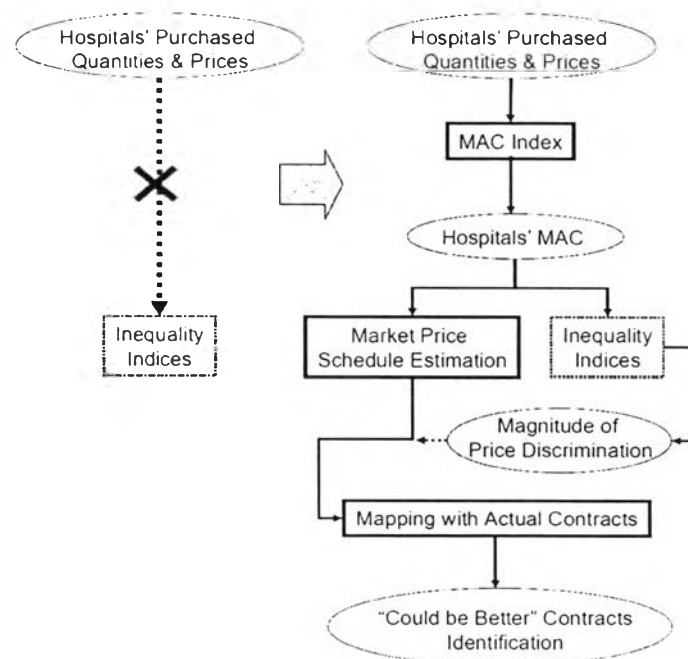 Hospitals' Purchased
Quantities & Prices
Inequality
Indices
Hospitals' Purchased
Quantities & Prices
MAC Index
Hospitals' MAC
Market Price
Schedule Estimation
Inequality
Indices
Magnitude of
Price Discrimination
Mapping with Actual Contracts
"Could be Better" Contracts
Identification